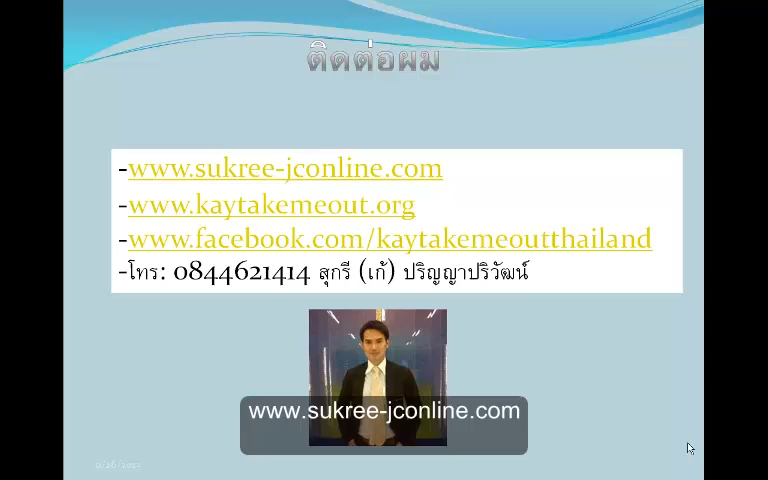 ติดต่อผม
-www.sukree-jconline.com
-www.kaytakemeout.org
-www.facebook.com/kaytakemeoutthailand
-โทร: 0844621414 สุกรี (เก้) ปริญญาปริวัฒน์
www.sukree-jconline.com